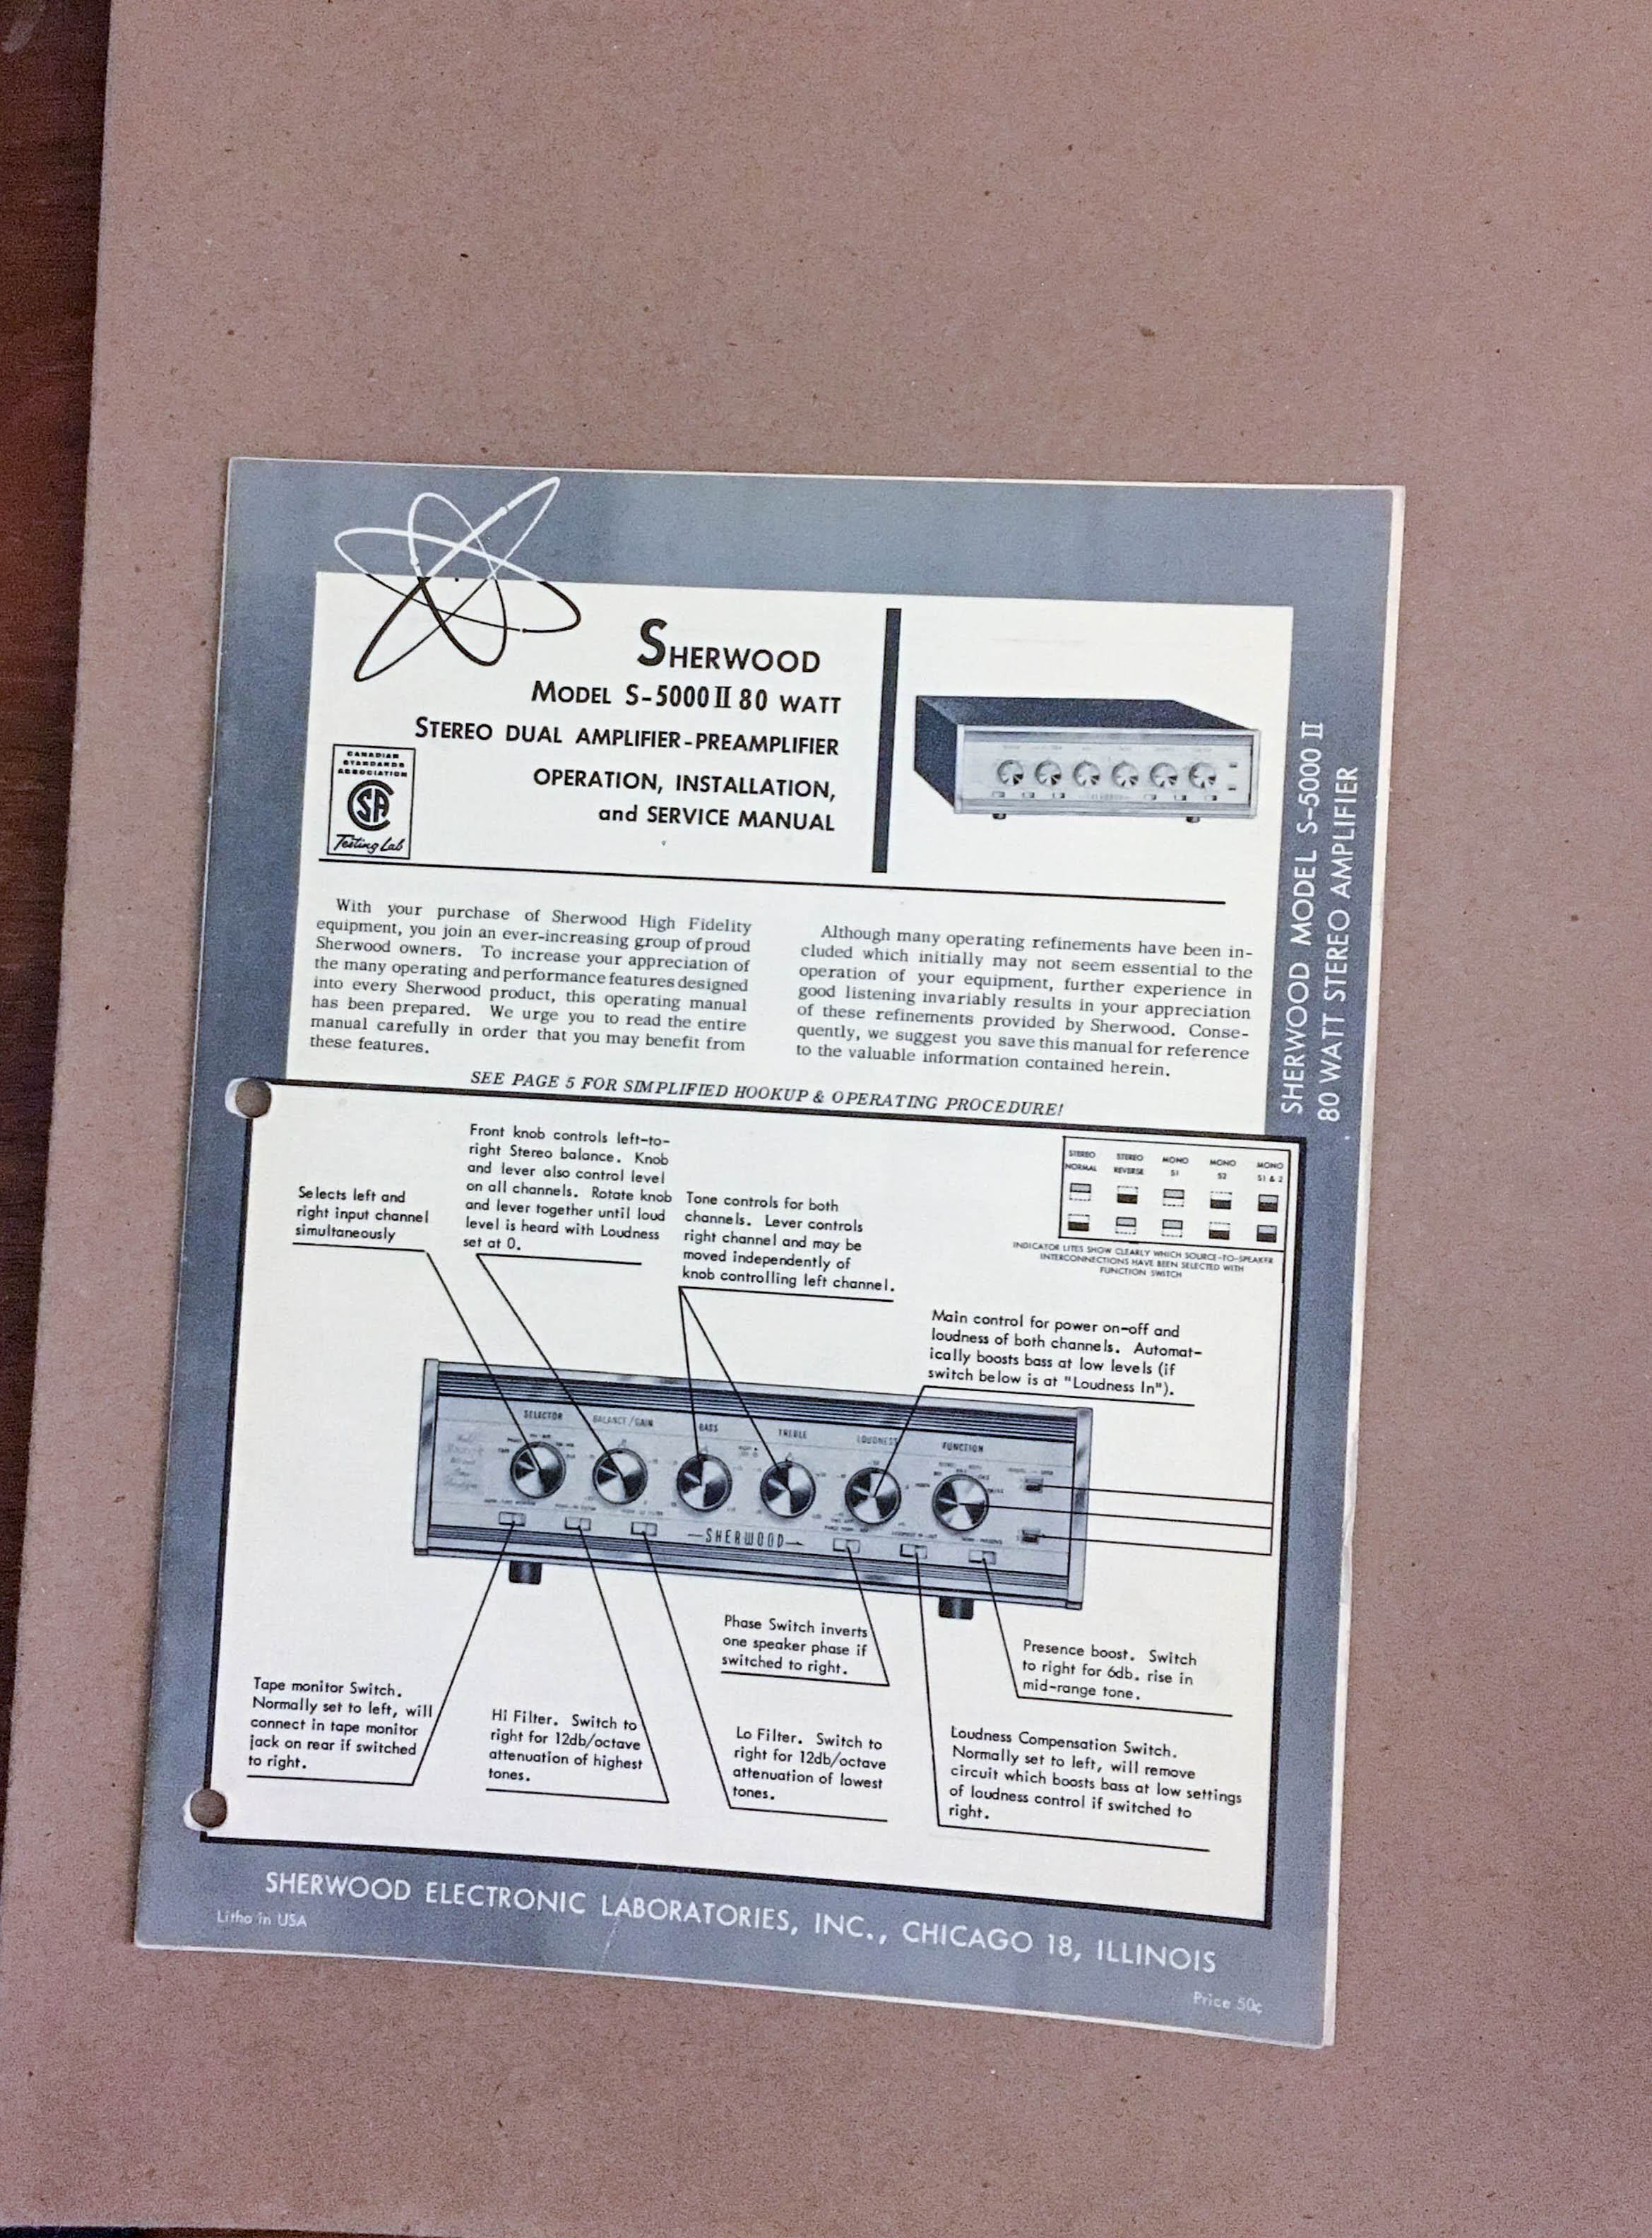 SHERWOOD
MODEL S-5000 II 80 WATT
STEREO DUAL AMPLIFIER-PREAMPLIFIER
OPERATION, INSTALLATION,
and SERVICE MANUAL
CANADIAN
STANDARDS
ASSOCIATION
SA
Testing Lab
SHERWOOD MODEL S-5000 II
80 WATT STEREO AMPLIFIER
With your purchase of Sherwood High Fidelity
equipment, you join an ever-increasing group of proud
Sherwood owners. To increase your appreciation of
the many operating and performance features designed
into every Sherwood product, this operating manual
has been prepared. We urge you to read the entire
manual carefully in order that you may benefit from
these features.
Although many operating refinements have been in-
cluded which initially may not seem essential to the
operation of your equipment, further experience in
good listening invariably results in your appreciation
of these refinements provided by Sherwood. Conse-
quently, we suggest you save this manual for reference
to the valuable information contained herein.
SEE PAGE 5 FOR SIMPLIFIED HOOKUP & OPERATING PROCEDURE!
Selects left and
right input channel
simultaneously
Front knob controls left-to-
right Stereo balance. Knob
and lever also control level
on all channels. Rotate knob
and lever together until loud
level is heard with Loudness
set at 0.
Tone controls for both
channels. Lever controls
right channel and may be
moved independently of
knob controlling left channel.
STEREO STEREO MONO MONO MONO
NORMAL REVERSE S1 S2 S1 & 2
INDICATOR LITES SHOW CLEARLY WHICH SOURCE-TO-SPEAKER
INTERCONNECTIONS HAVE BEEN SELECTED WITH
FUNCTION SWITCH
Main control for power on-off and
loudness of both channels. Automat-
ically boosts bass at low levels (if
switch below is at "Loudness In").
SELECTOR BALANCE/GAIN BASS TREBLE LOUDNESS FUNCTION
SHERWOOD
Phase Switch inverts
one speaker phase if
switched to right.
Presence boost. Switch
to right for 6db. rise in
mid-range tone.
Tape monitor Switch.
Normally set to left, will
connect in tape monitor
jack on rear if switched
to right.
Hi Filter. Switch to
right for 12db/octave
attenuation of highest
tones.
Lo Filter. Switch to
right for 12db/octave
attenuation of lowest
tones.
Loudness Compensation Switch.
Normally set to left, will remove
circuit which boosts bass at low settings
of loudness control if switched to
right.
SHERWOOD ELECTRONIC LABORATORIES, INC., CHICAGO 18, ILLINOIS
Litho in USA
Price 50c